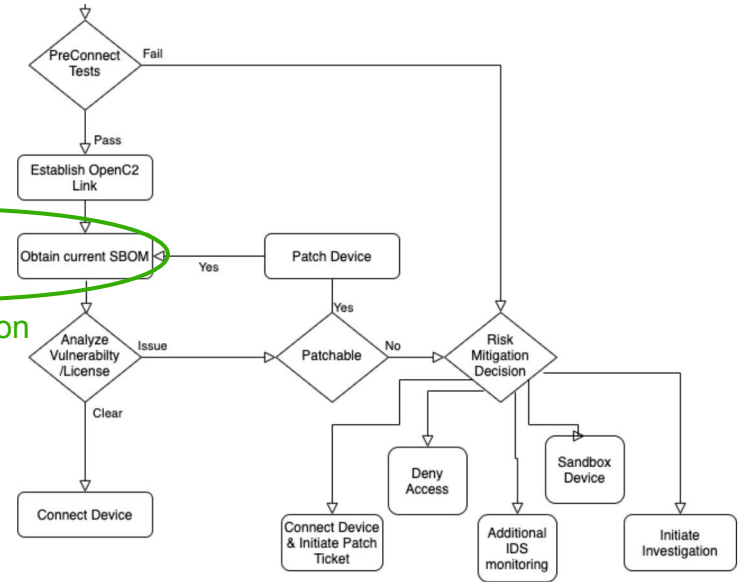 PreConnect
Tests
Fail
Pass
Establish OpenC2
Link
Obtain current SBOM
Yes
Patch Device
on
Analyze
Vulnerabilty
/License
Issue
Yes
Patchable
No
Risk
Mitigation
Decision
Clear
Connect Device
Connect Device
& Initiate Patch
Ticket
Deny
Access
Additional
IDS
monitoring
Sandbox
Device
Initiate
Investigation